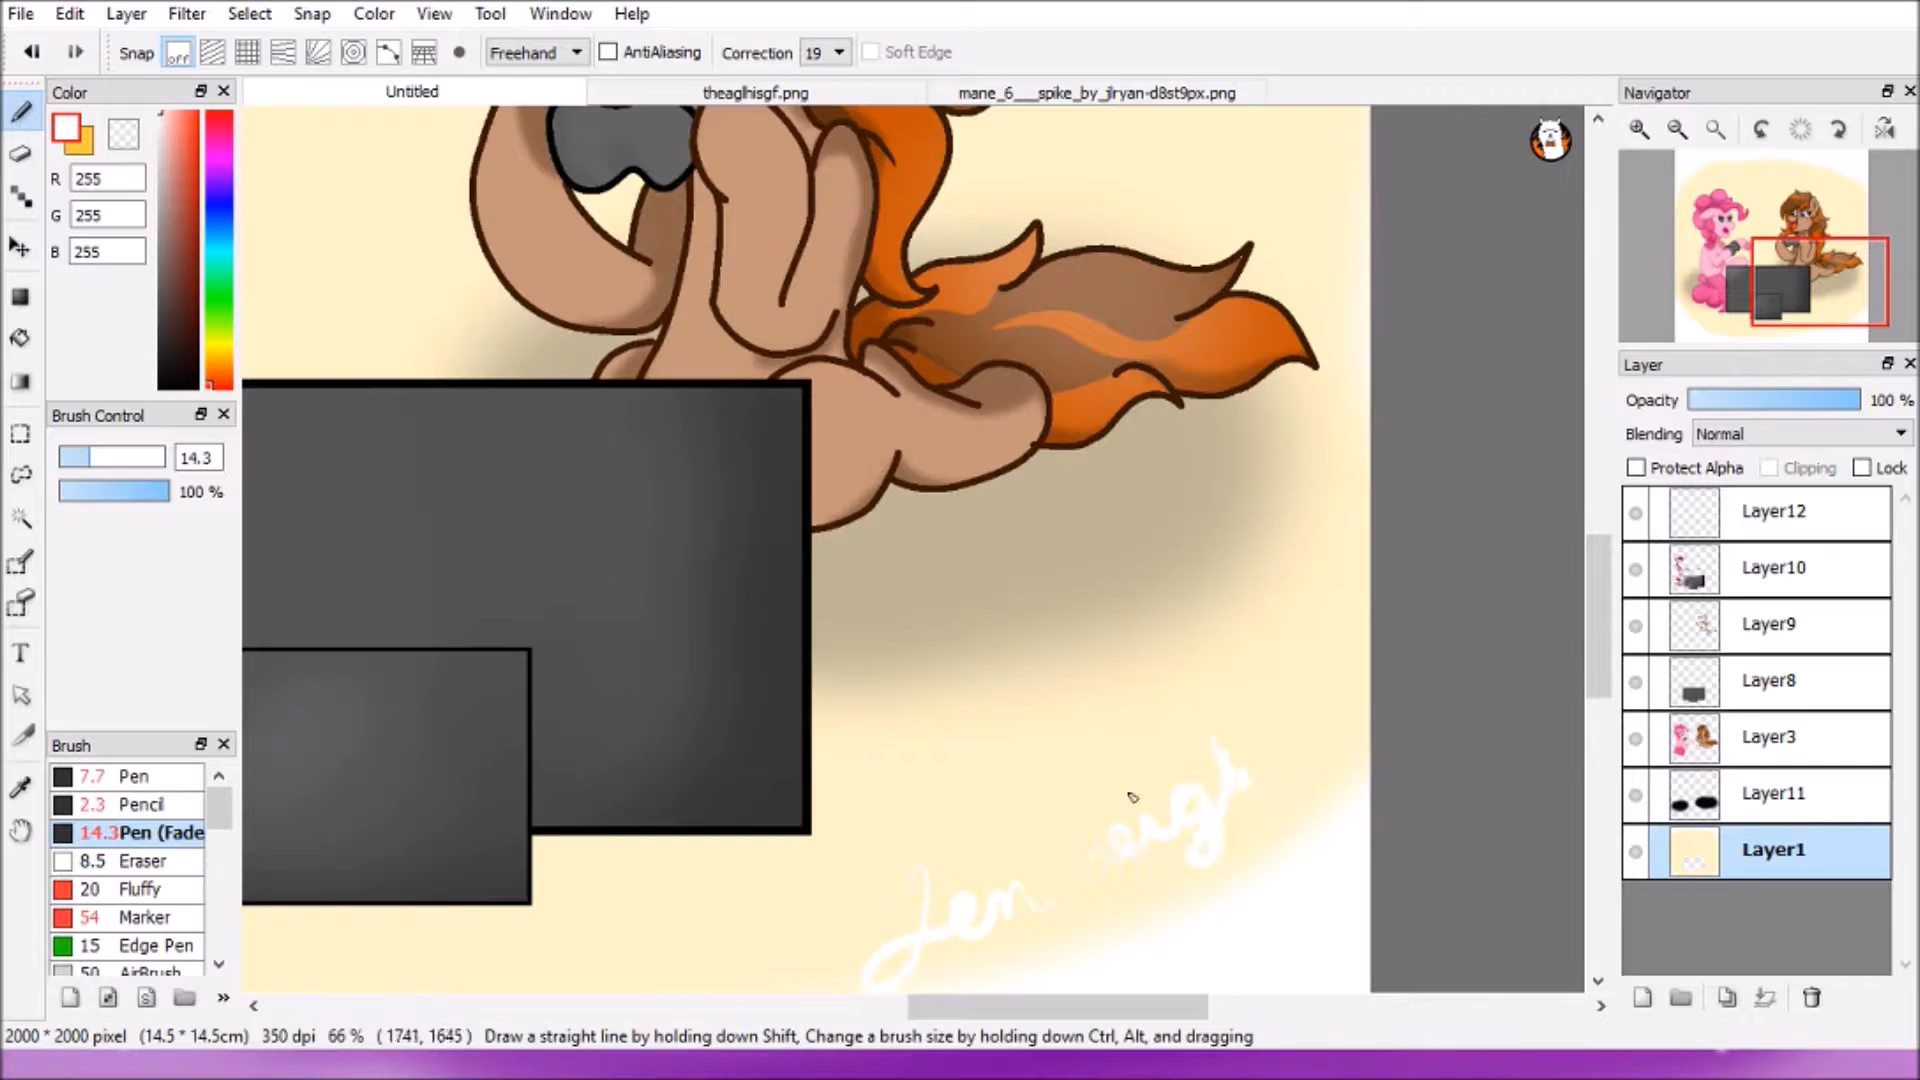 File Edit Layer Filter Select Snap Color View Tool Window Help
Snap off Freehand AntiAliasing Correction 19 Soft Edge
Color
Untitled theaglhisgf.png mane_6___spike_by_jlryan-d8st9px.png
Navigator
R 255
G 255
B 255
Layer
Opacity 100 %
Brush Control
Blending Normal
14.3
Protect Alpha Clipping Lock
100 %
Layer12
Layer10
Layer9
Layer8
Layer3
Layer11
Layer1
Brush
7.7 Pen
2.3 Pencil
14.3 Pen (Fade
8.5 Eraser
20 Fluffy
54 Marker
15 Edge Pen
50 AirBrush
Jen
2000 * 2000 pixel (14.5 * 14.5cm) 350 dpi 66 % ( 1741, 1645 ) Draw a straight line by holding down Shift, Change a brush size by holding down Ctrl, Alt, and dragging